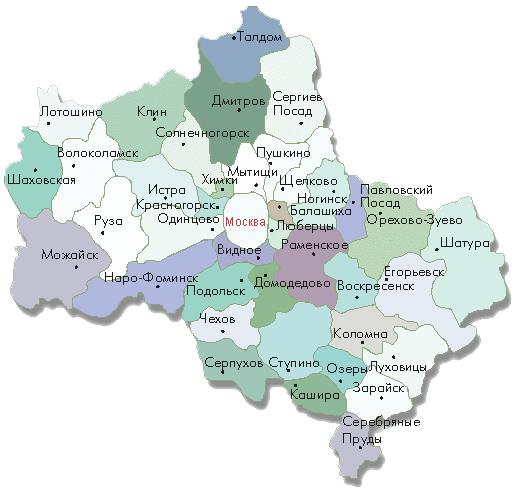 Талдом
Дмитров
Сергиев
Посад
Лотошино
Клин
Солнечногорск
Волоколамск
Пушкино
Мытищи
Шаховская
Химки
Щелково
Истра
Красногорск
Ногинск
Павловский
Посад
Балашиха
Руза
Одинцово
Москва
Люберцы
Орехово-Зуево
Шатура
Можайск
Видное
Раменское
Наро-Фоминск
Подольск
Домодедово
Воскресенск
Егорьевск
Чехов
Коломна
Серпухов
Ступино
Озеры
Луховицы
Кашира
Зарайск
Серебряные
Пруды